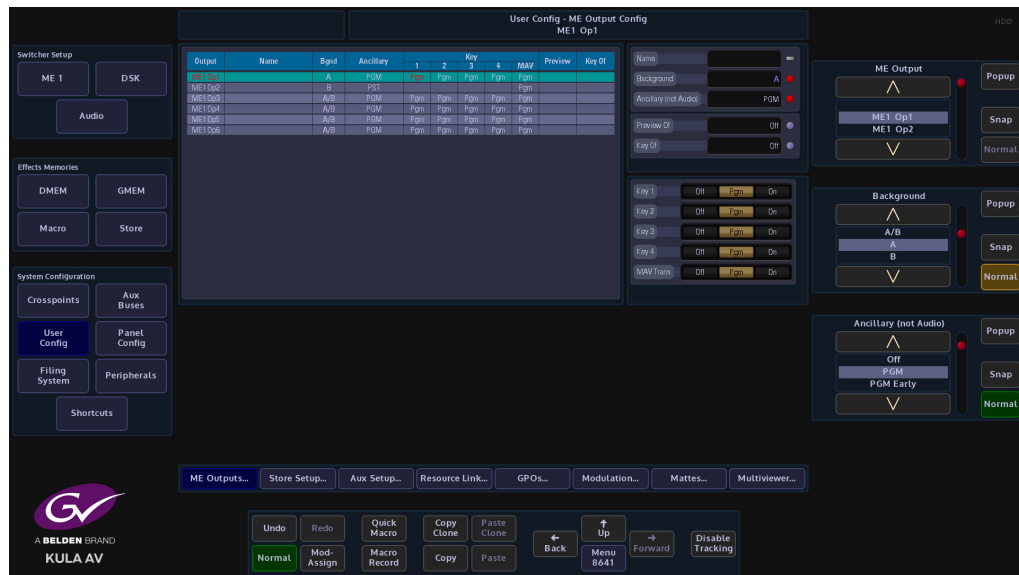 User Config - ME Output Config
ME1 Op1
HDD
Switcher Setup
ME 1
DSK
Audio
Effects Memories
DMEM
GMEM
Macro
Store
System Configuration
Crosspoints
Aux Buses
User Config
Panel Config
Filing System
Peripherals
Shortcuts
Output Name Bgnd Ancillary Key 1 2 3 4 MAV Preview Key Of
ME1 Op1 A PGM Pgm Pgm Pgm Pgm Pgm
ME1 Op2 B PST Pgm
ME1 Op3 A/B PGM Pgm Pgm Pgm Pgm Pgm
ME1 Op4 A/B PGM Pgm Pgm Pgm Pgm Pgm
ME1 Op5 A/B PGM Pgm Pgm Pgm Pgm Pgm
ME1 Op6 A/B PGM Pgm Pgm Pgm Pgm Pgm
Name
Background A
Ancillary (not Audio) PGM
Preview Of Off
Key Of Off
Key 1 Off Pgm On
Key 2 Off Pgm On
Key 3 Off Pgm On
Key 4 Off Pgm On
MAV Trans Off Pgm On
ME Output
ME1 Op1
ME1 Op2
Popup
Snap
Normal
Background
A/B
A
B
Popup
Snap
Normal
Ancillary (not Audio)
Off
PGM
PGM Early
Popup
Snap
Normal
ME Outputs... Store Setup... Aux Setup... Resource Link... GPOs... Modulation... Mattes... Multiviewer...
GV
A BELDEN BRAND
KULA AV
Undo
Redo
Quick Macro
Copy Clone
Paste Clone
Normal
Mod-Assign
Macro Record
Copy
Paste
Back
Up
Menu 8641
Forward
Disable Tracking